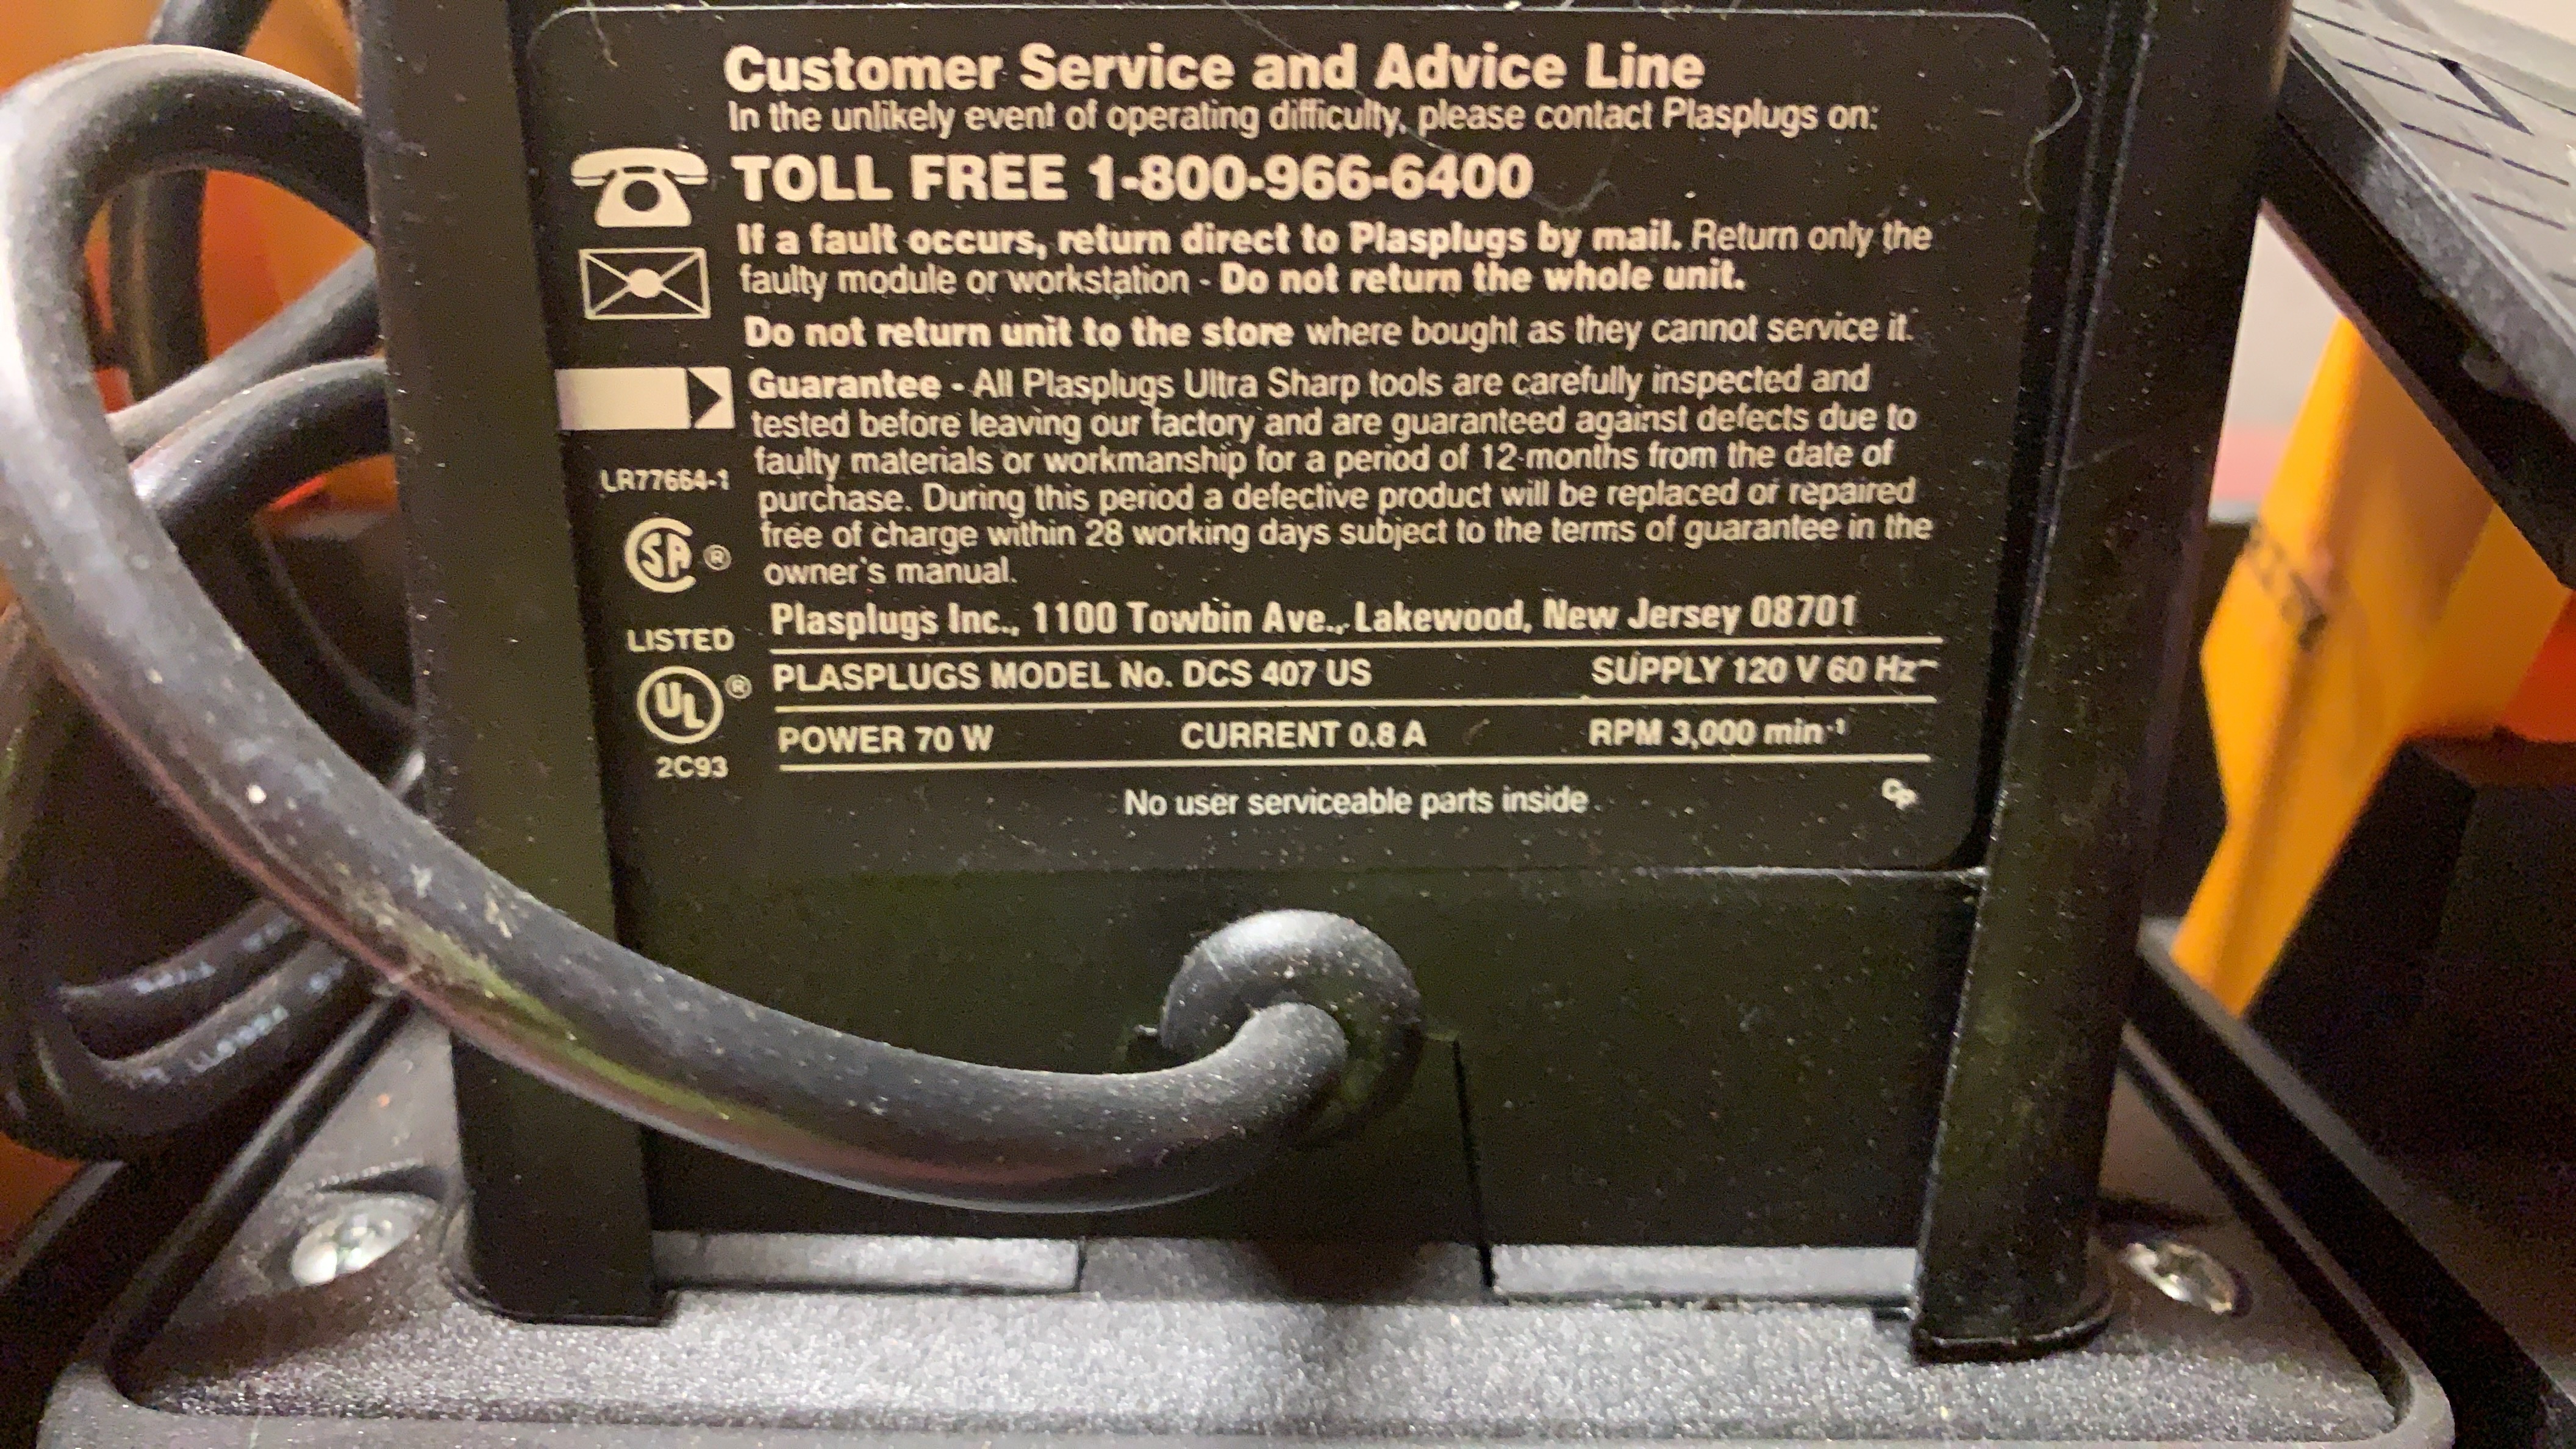 Customer Service and Advice Line
In the unlikely event of operating difficulty, please contact Plasplugs on:
TOLL FREE 1-800-966-6400
If a fault occurs, return direct to Plasplugs by mail. Return only the
faulty module or workstation - Do not return the whole unit.
Do not return unit to the store where bought as they cannot service it.
Guarantee - All Plasplugs Ultra Sharp tools are carefully inspected and
tested before leaving our factory and are guaranteed against defects due to
faulty materials or workmanship for a period of 12 months from the date of
purchase. During this period a defective product will be replaced or repaired
free of charge within 28 working days subject to the terms of guarantee in the
owner's manual.
LR77664-1
SA ®
Plasplugs Inc., 1100 Towbin Ave., Lakewood, New Jersey 08701
LISTED
UL ®
2C93
PLASPLUGS MODEL No. DCS 407 US SUPPLY 120 V 60 Hz~
POWER 70 W CURRENT 0.8 A RPM 3,000 min-1
No user serviceable parts inside